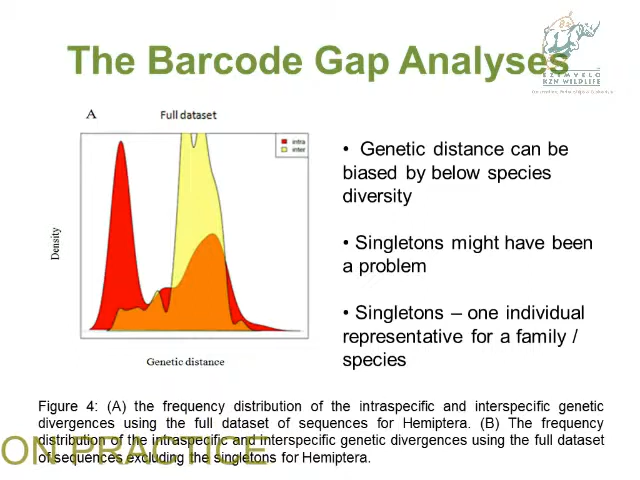 The Barcode Gap Analyses
EZEMVELO
KZN WILDLIFE
A
Full dataset
intra
inter
Density
Genetic distance
• Genetic distance can be
biased by below species
diversity
• Singletons might have been
a problem
• Singletons – one individual
representative for a family /
species
Figure 4: (A) the frequency distribution of the intraspecific and interspecific genetic
divergences using the full dataset of sequences for Hemiptera. (B) The frequency
distribution of the intraspecific and interspecific genetic divergences using the full dataset
of sequences excluding the singletons for Hemiptera.
ON PRACTICE